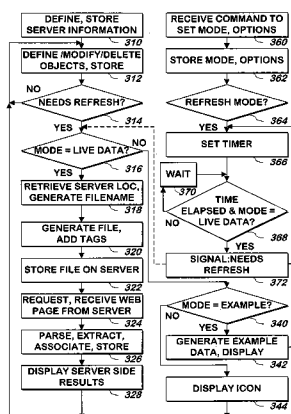 DEFINE, STORE
SERVER INFORMATION
310
DEFINE /MODIFY/DELETE
OBJECTS, STORE
312
NO
NEEDS REFRESH?
314
YES
MODE = LIVE DATA?
NO
316
YES
RETRIEVE SERVER LOC,
GENERATE FILENAME
318
GENERATE FILE,
ADD TAGS
320
STORE FILE ON SERVER
322
REQUEST, RECEIVE WEB
PAGE FROM SERVER
324
PARSE, EXTRACT,
ASSOCIATE, STORE
326
DISPLAY SERVER SIDE
RESULTS
328
RECEIVE COMMAND TO
SET MODE, OPTIONS
360
STORE MODE, OPTIONS
362
REFRESH MODE?
364
YES
SET TIMER
366
WAIT
370
TIME
ELAPSED & MODE =
LIVE DATA?
NO
368
YES
SIGNAL:NEEDS
REFRESH
372
MODE = EXAMPLE?
NO
340
YES
GENERATE EXAMPLE
DATA, DISPLAY
342
DISPLAY ICON
344